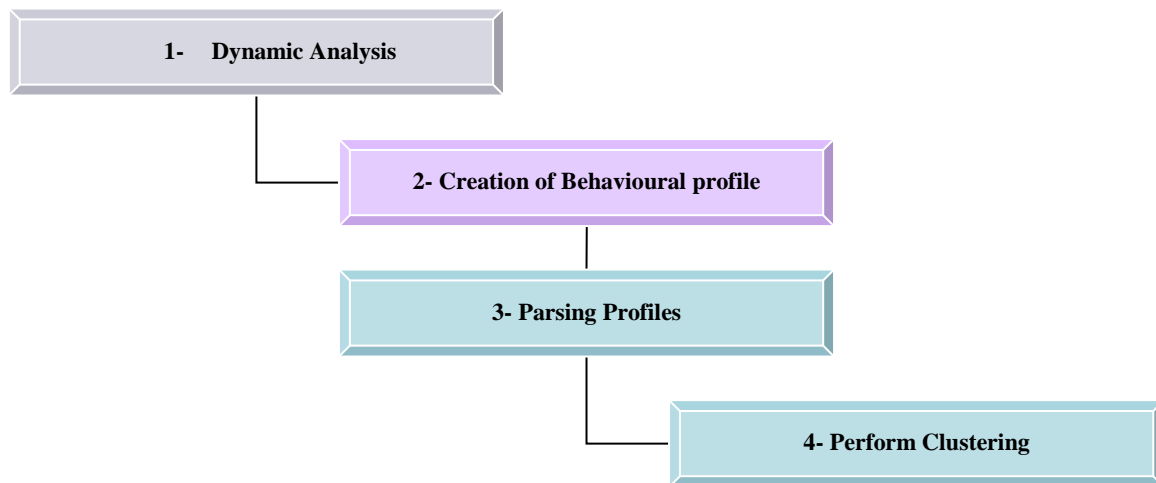 1- Dynamic Analysis
2- Creation of Behavioural profile
3- Parsing Profiles
4- Perform Clustering